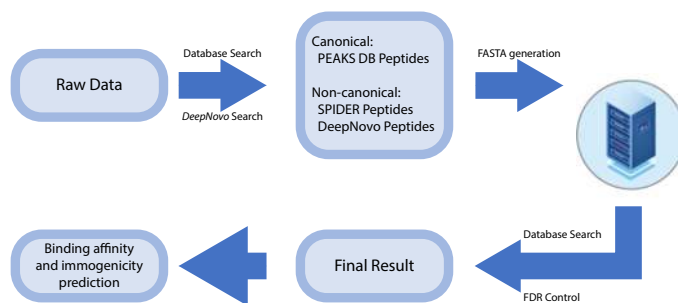 Raw Data
Database Search
DeepNovo Search
Canonical:
PEAKS DB Peptides
Non-canonical:
SPIDER Peptides
DeepNovo Peptides
FASTA generation
Database Search
FDR Control
Final Result
Binding affinity
and immogenicity
prediction